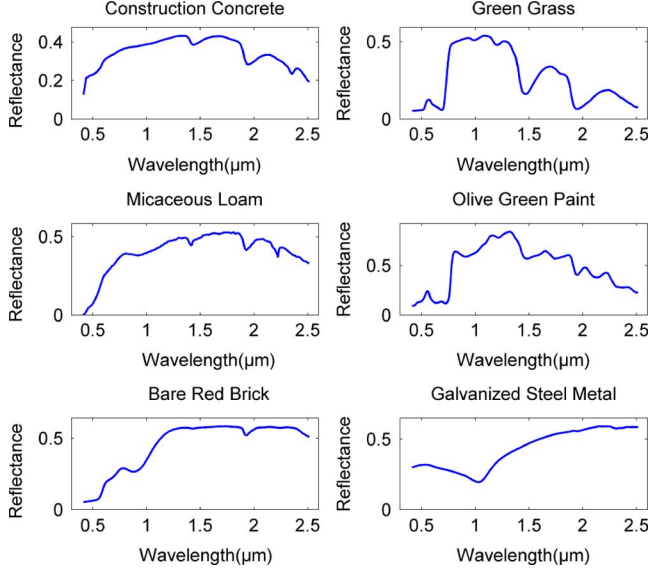 Construction Concrete
Green Grass
Reflectance
0.4
0.2
0
0.5 1 1.5 2 2.5
Wavelength(μm)
Reflectance
0.5
0
0.5 1 1.5 2 2.5
Wavelength(μm)
Micaceous Loam
Olive Green Paint
Reflectance
0.5
0
0.5 1 1.5 2 2.5
Wavelength(μm)
Reflectance
0.5
0
0.5 1 1.5 2 2.5
Wavelength(μm)
Bare Red Brick
Galvanized Steel Metal
Reflectance
0.5
0
0.5 1 1.5 2 2.5
Wavelength(μm)
Reflectance
0.5
0
0.5 1 1.5 2 2.5
Wavelength(μm)